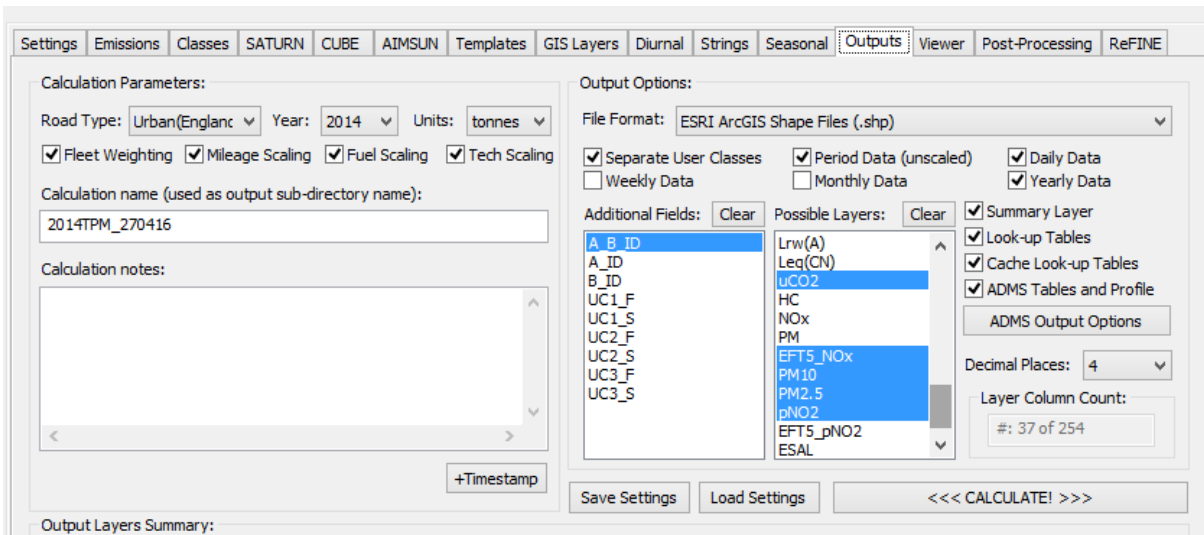 Settings Emissions Classes SATURN CUBE AIMSUN Templates GIS Layers Diurnal Strings Seasonal Outputs Viewer Post-Processing ReFINE
Calculation Parameters:
Road Type: Urban(Englanc Year: 2014 Units: tonnes
Fleet Weighting Mileage Scaling Fuel Scaling Tech Scaling
Calculation name (used as output sub-directory name):
2014TPM_270416
Calculation notes:
+Timestamp
Output Options:
File Format: ESRI ArcGIS Shape Files (.shp)
Separate User Classes Period Data (unscaled) Daily Data
Weekly Data Monthly Data Yearly Data
Additional Fields: Clear
A_B_ID
A_ID
B_ID
UC1_F
UC1_S
UC2_F
UC2_S
UC3_F
UC3_S
Possible Layers: Clear
Lrw(A)
Leq(CN)
uCO2
HC
NOx
PM
EFT5_NOx
PM10
PM2.5
pNO2
EFT5_pNO2
ESAL
Summary Layer
Look-up Tables
Cache Look-up Tables
ADMS Tables and Profile
ADMS Output Options
Decimal Places: 4
Layer Column Count:
#: 37 of 254
Save Settings Load Settings <<< CALCULATE! >>>
Output Layers Summary: